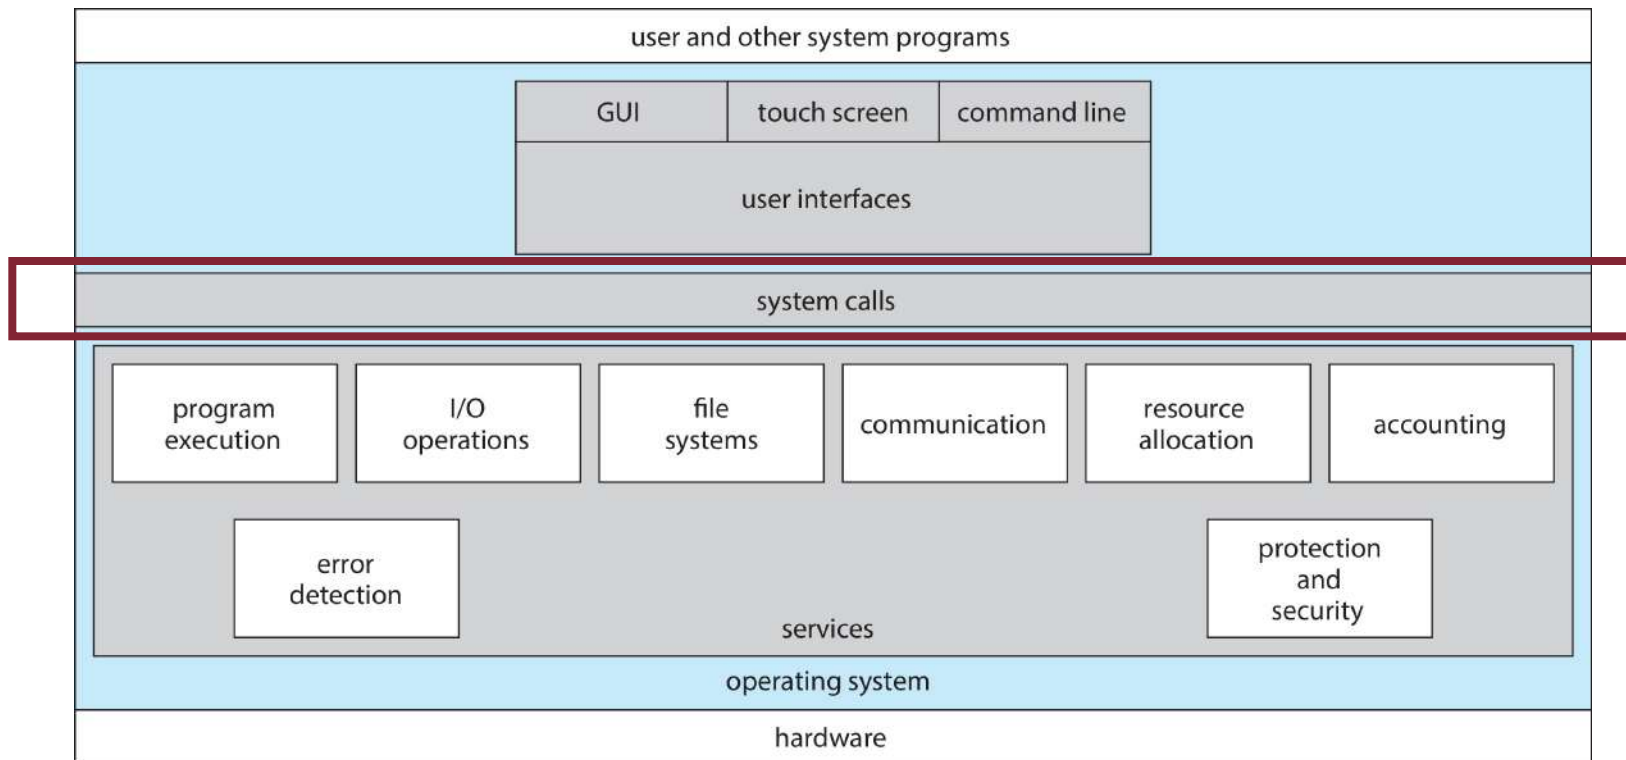 user and other system programs
GUI
touch screen
command line
user interfaces
system calls
program
execution
I/O
operations
file
systems
communication
resource
allocation
accounting
error
detection
protection
and
security
services
operating system
hardware